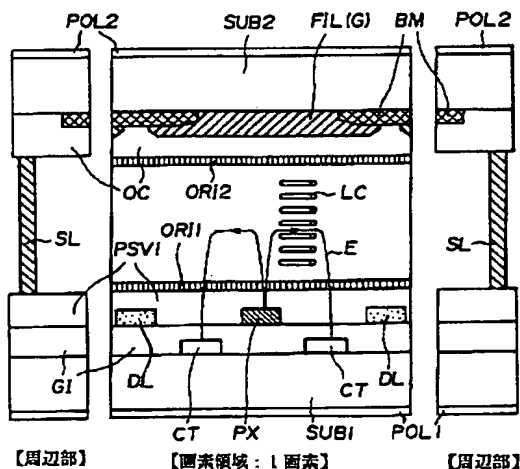 POL2 SUB2 FIL(G) BM POL2
OC
ORI2
LC
SL
ORI1
E
SL
PSV1
GI
DL
CT
PX
SUB1
CT
DL
POL1
【周辺部】 【画素領域：1画素】 【周辺部】